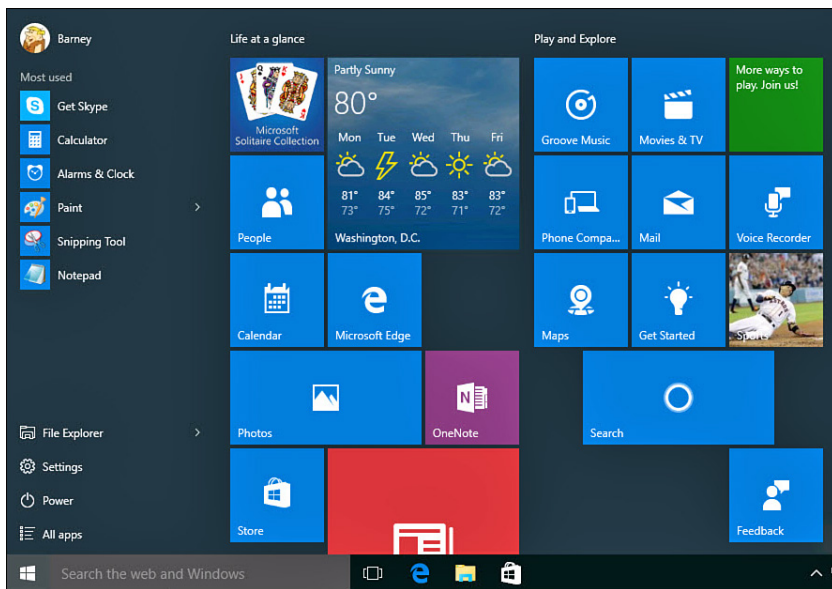 Barney
Most used
Get Skype
Calculator
Alarms & Clock
Paint
Snipping Tool
Notepad
File Explorer
Settings
Power
All apps
Life at a glance
Microsoft
Solitaire Collection
Partly Sunny
80°
Mon Tue Wed Thu Fri
81° 84° 85° 83° 83°
73° 75° 72° 71° 72°
Washington, D.C.
People
Calendar
Microsoft Edge
Photos
OneNote
Store
Play and Explore
Groove Music
Movies & TV
More ways to
play. Join us!
Phone Compa...
Mail
Voice Recorder
Maps
Get Started
Sports
Search
Feedback
Search the web and Windows